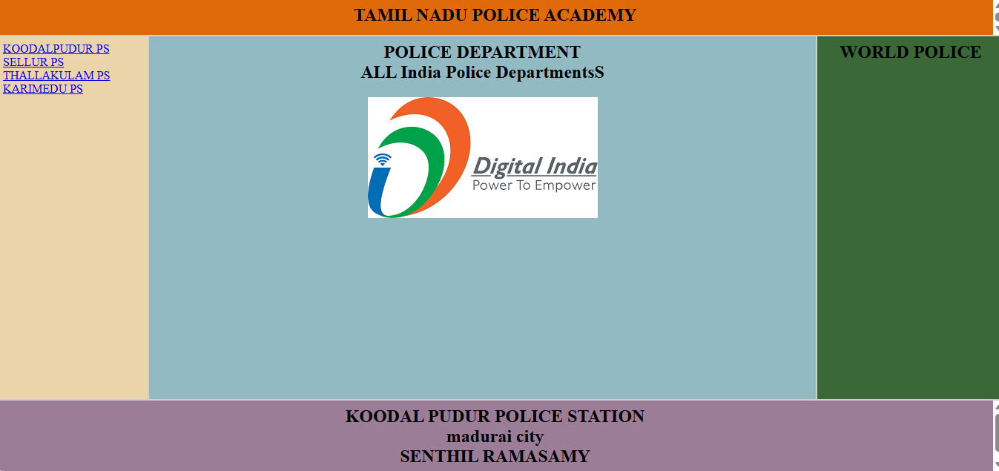 TAMIL NADU POLICE ACADEMY
KOODALPUDUR PS
SELLUR PS
THALLAKULAM PS
KARIMEDU PS
POLICE DEPARTMENT
ALL India Police DepartmentsS
Digital India
Power To Empower
WORLD POLICE
KOODAL PUDUR POLICE STATION
madurai city
SENTHIL RAMASAMY